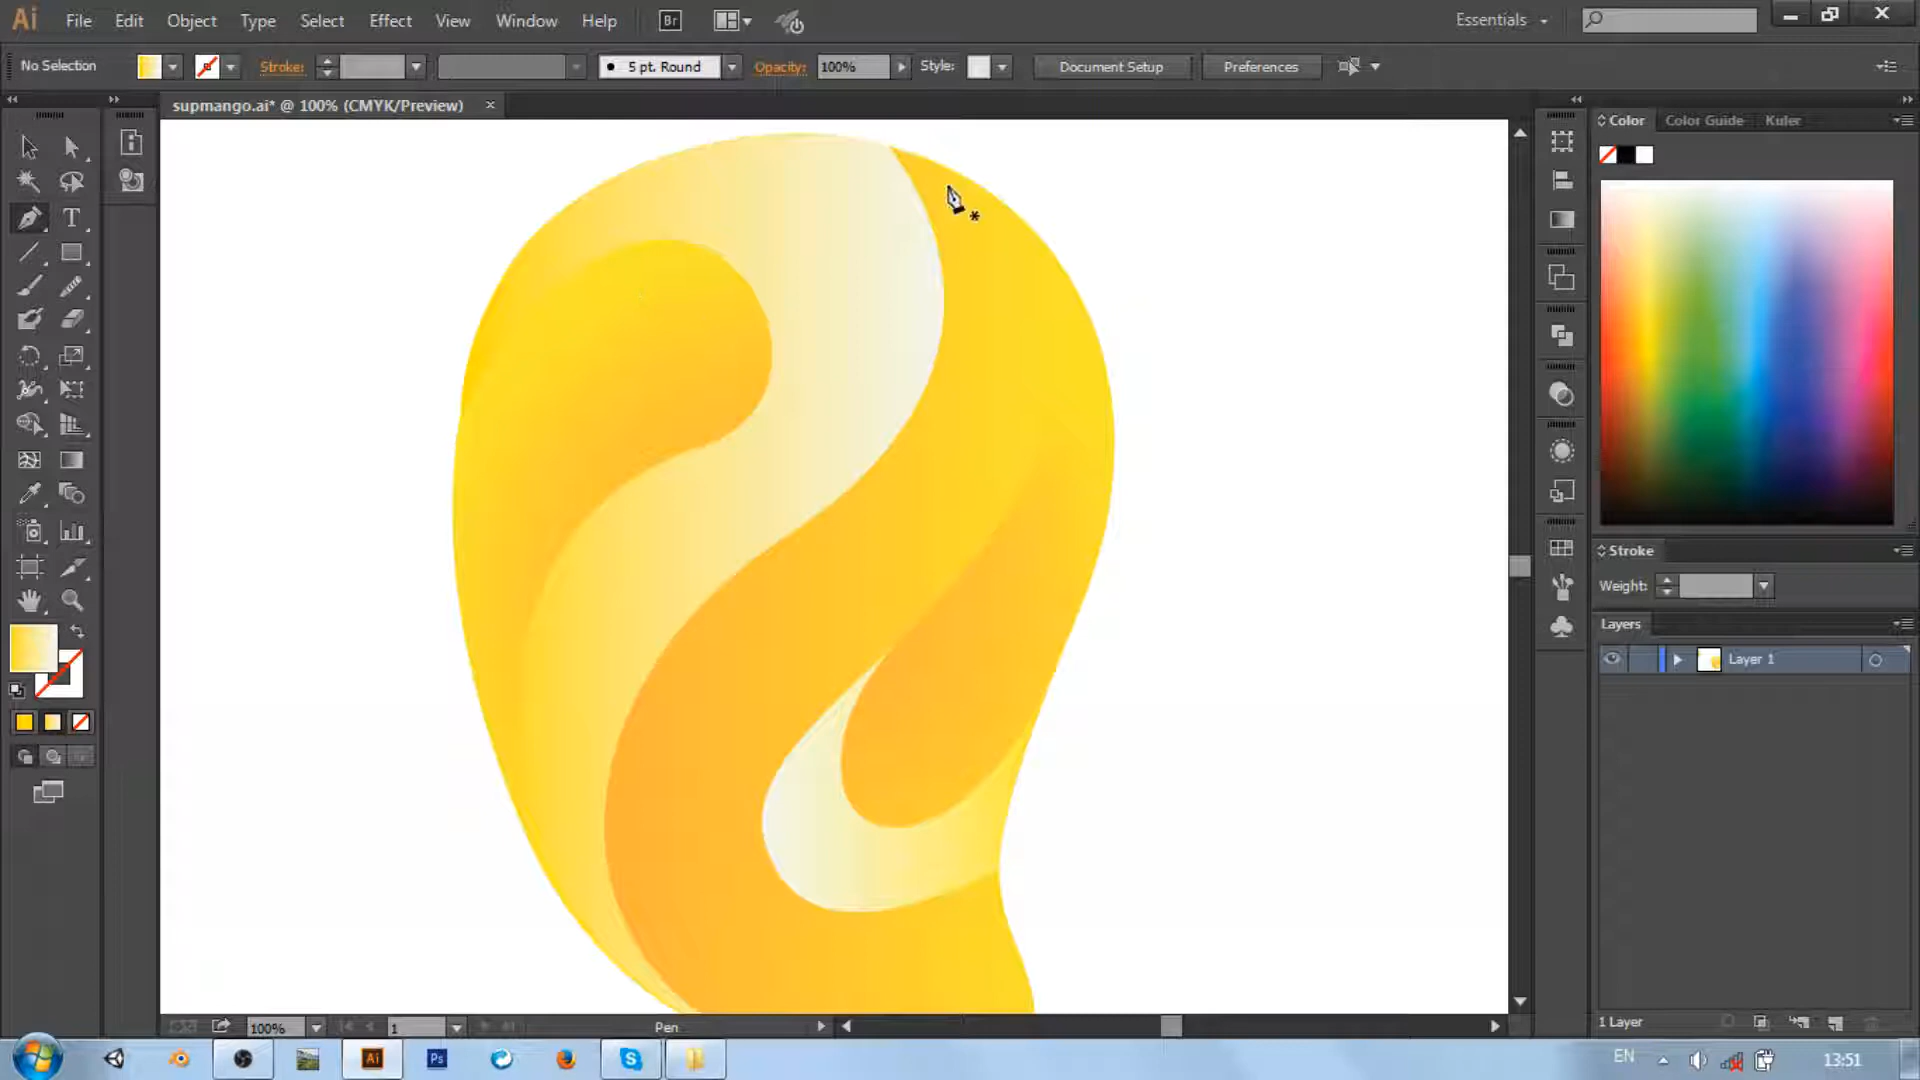 Ai File Edit Object Type Select Effect View Window Help Br Essentials
No Selection Stroke: 5 pt. Round Opacity: 100% Style: Document Setup Preferences
supmango.ai* @ 100% (CMYK/Preview)
Color Color Guide Kuler
T
Stroke
Weight:
Layers
Layer 1
1 Layer
100% 1 Pen
Ai Ps EN 13:51